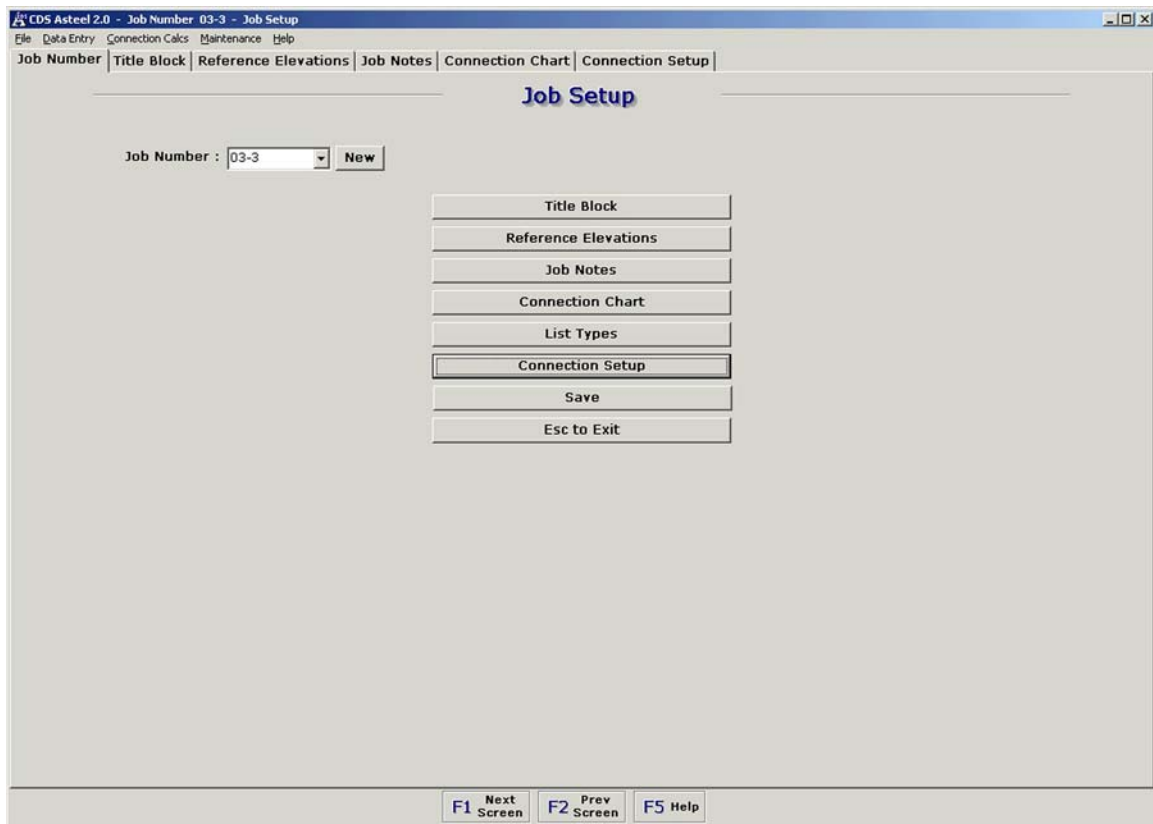 CDS Asteel 2.0 - Job Number 03-3 - Job Setup
File Data Entry Connection Calcs Maintenance Help
Job Number Title Block Reference Elevations Job Notes Connection Chart Connection Setup
Job Setup
Job Number : 03-3 New
Title Block
Reference Elevations
Job Notes
Connection Chart
List Types
Connection Setup
Save
Esc to Exit
F1 Next Screen F2 Prev Screen F5 Help